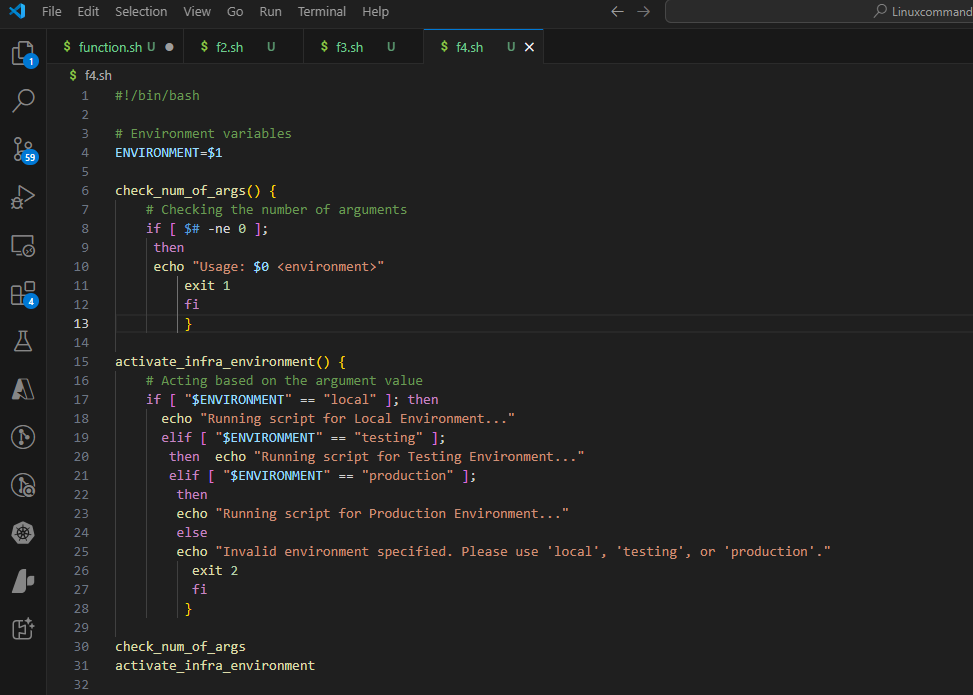 File Edit Selection View Go Run Terminal Help Linuxcommand
$ function.sh U $ f2.sh U $ f3.sh U $ f4.sh U
$ f4.sh
1 #!/bin/bash
2
3 # Environment variables
4 ENVIRONMENT=$1
5
6 check_num_of_args() {
7 # Checking the number of arguments
8 if [ $# -ne 0 ];
9 then
10 echo "Usage: $0 <environment>"
11 exit 1
12 fi
13 }
14
15 activate_infra_environment() {
16 # Acting based on the argument value
17 if [ "$ENVIRONMENT" == "local" ]; then
18 echo "Running script for Local Environment..."
19 elif [ "$ENVIRONMENT" == "testing" ];
20 then echo "Running script for Testing Environment..."
21 elif [ "$ENVIRONMENT" == "production" ];
22 then
23 echo "Running script for Production Environment..."
24 else
25 echo "Invalid environment specified. Please use 'local', 'testing', or 'production'."
26 exit 2
27 fi
28 }
29
30 check_num_of_args
31 activate_infra_environment
32
1
59
4